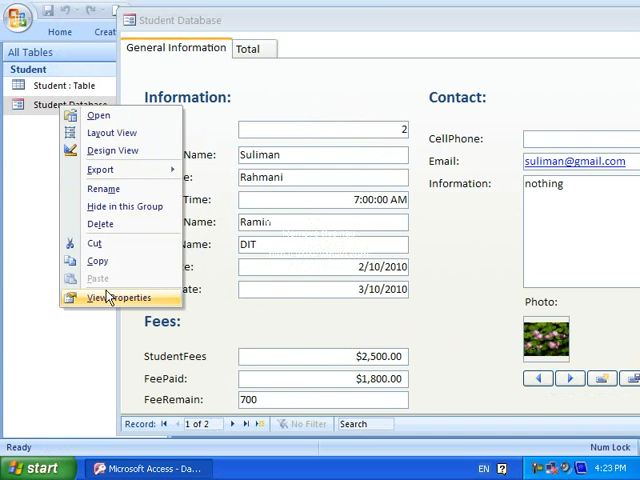 Student Database
Home
Creat
General Information
Total
All Tables
Student
Student : Table
Student Database
Open
Layout View
Design View
Export
Rename
Hide in this Group
Delete
Cut
Copy
Paste
View Properties
Information:
2
Name: Suliman
Name: Rahmani
Time: 7:00:00 AM
Name: Ramin
DIT
2/10/2010
3/10/2010
Fees:
StudentFees $2,500.00
FeePaid: $1,800.00
FeeRemain: 700
Contact:
CellPhone:
Email: suliman@gmail.com
Information: nothing
Photo:
Record: 1 of 2 No Filter Search
Ready
Num Lock
start
Microsoft Access - Da...
EN
4:23 PM